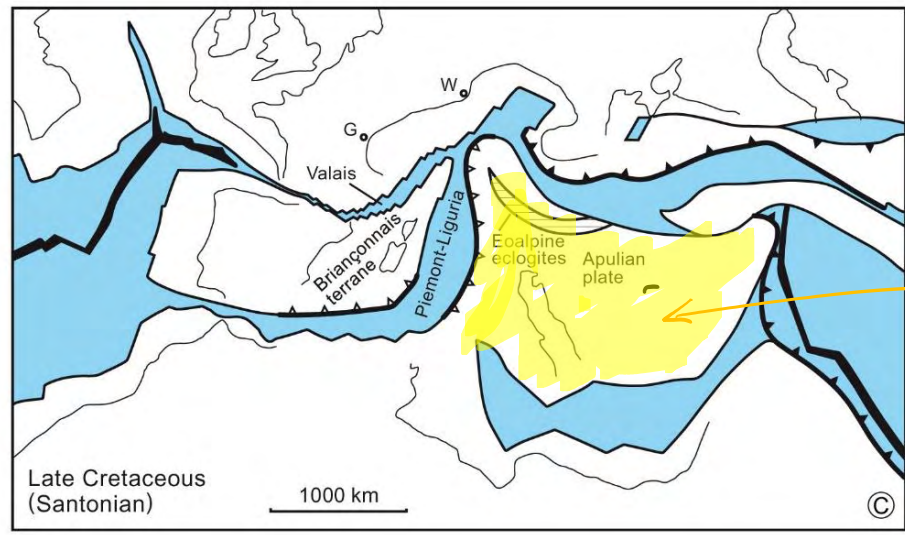 W
G
Valais
Briançonnais
terrane
Piemont-Liguria
Eoalpine
eclogites
Apulian
plate
Late Cretaceous
(Santonian)
1000 km
C